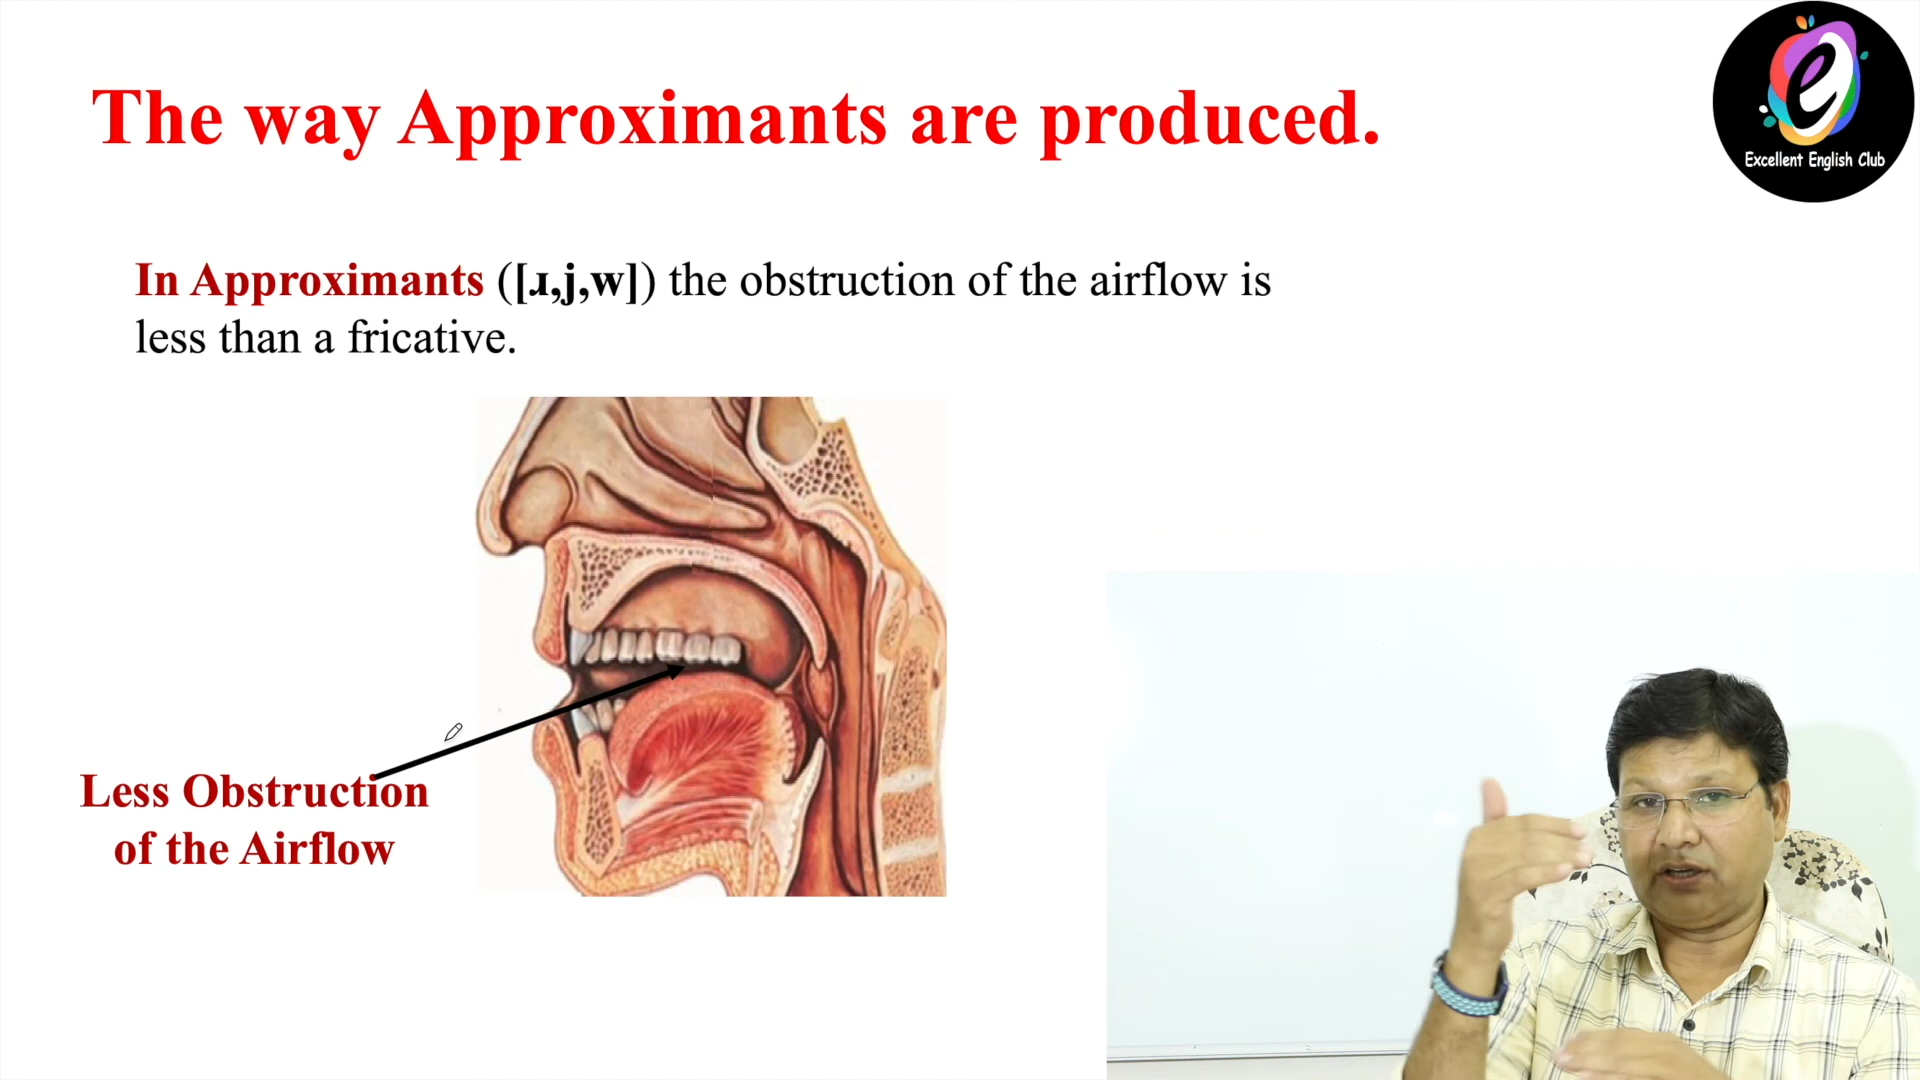 The way Approximants are produced.
Excellent English Club
In Approximants ([ɹ,j,w]) the obstruction of the airflow is
less than a fricative.
Less Obstruction
of the Airflow